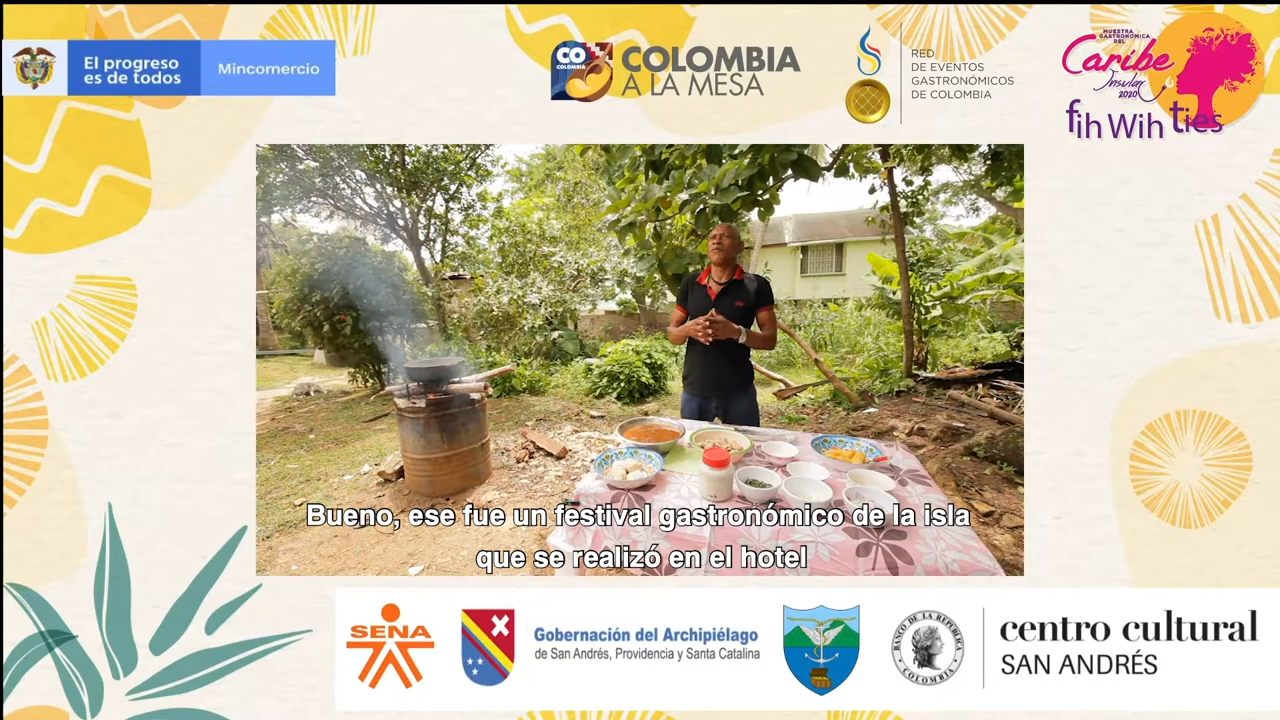 El progreso
es de todos
Mincomercio
CO
COLOMBIA
COLOMBIA
A LA MESA
RED
DE EVENTOS
GASTRONÓMICOS
DE COLOMBIA
MUESTRA
GASTRONÓMICA
DEL
Caribe
Insular
2020
fih Wih ties
Bueno, ese fue un festival gastronómico de la isla
que se realizó en el hotel
SENA
Gobernación del Archipiélago
de San Andrés, Providencia y Santa Catalina
BANCO DE LA REPÚBLICA
COLOMBIA
centro cultural
SAN ANDRÉS